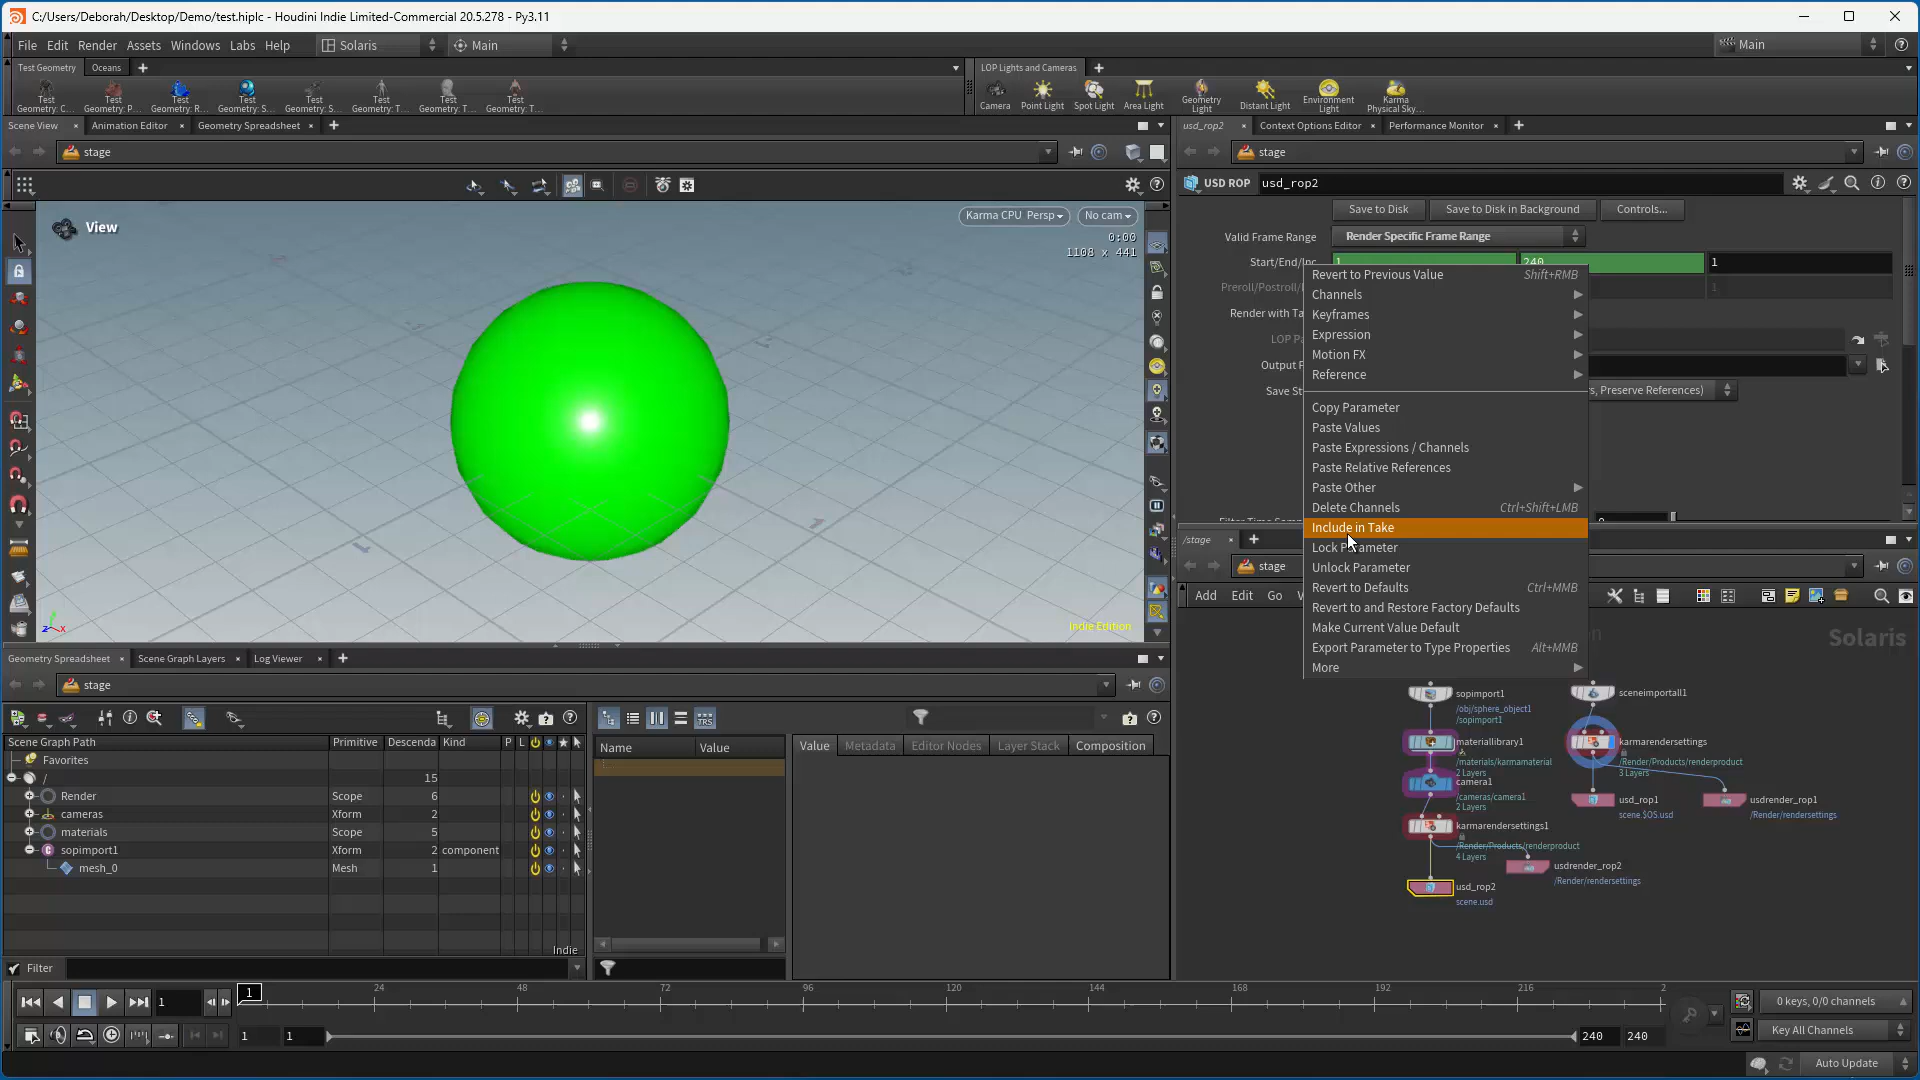 C:/Users/Deborah/Desktop/Demo/test.hiplc - Houdini Indie Limited-Commercial 20.5.278 - Py3.11
File Edit Render Assets Windows Labs Help Solaris Main Main
Test Geometry Oceans LOP Lights and Cameras
Test Geometry: C... Test Geometry: P... Test Geometry: R... Test Geometry: S... Test Geometry: S... Test Geometry: T... Test Geometry: T... Test Geometry: T...
Camera Point Light Spot Light Area Light Geometry Light Distant Light Environment Light Karma Physical Sky...
Scene View Animation Editor Geometry Spreadsheet
usd_rop2 Context Options Editor Performance Monitor
stage
stage
USD ROP usd_rop2
Save to Disk Save to Disk in Background Controls...
View
Karma CPU Persp No cam
0:00
1108 x 441
Valid Frame Range Render Specific Frame Range
Start/End/Inc 1 240 1
Preroll/Postroll/ 1
Render with Ta
LOP Pa
Output F
Save St , Preserve References)
Revert to Previous Value Shift+RMB
Channels
Keyframes
Expression
Motion FX
Reference
Copy Parameter
Paste Values
Paste Expressions / Channels
Paste Relative References
Paste Other
Delete Channels Ctrl+Shift+LMB
Include in Take
Lock Parameter
Unlock Parameter
Revert to Defaults Ctrl+MMB
Revert to and Restore Factory Defaults
Make Current Value Default
Export Parameter to Type Properties Alt+MMB
More
Indie Edition
/stage
stage
Add Edit Go V
Solaris
sopimport1
/obj/sphere_object1
/sopimport1
materiallibrary1
/materials/karmamaterial
2 Layers
camera1
/cameras/camera1
2 Layers
karmarendersettings1
/Render/Products/renderproduct
4 Layers
usdrender_rop2
/Render/rendersettings
usd_rop2
scene.usd
sceneimportall1
karmarendersettings
/Render/Products/renderproduct
3 Layers
usd_rop1
scene.$OS.usd
usdrender_rop1
/Render/rendersettings
Geometry Spreadsheet Scene Graph Layers Log Viewer
stage
Scene Graph Path Primitive Descenda Kind P L
Favorites
/ 15
Render Scope 6
cameras Xform 2
materials Scope 5
sopimport1 Xform 2 component
mesh_0 Mesh 1
Indie
Filter
Name Value
Value Metadata Editor Nodes Layer Stack Composition
1 1 24 48 72 96 120 144 168 192 216 2
0 keys, 0/0 channels
1 1 240 240
Key All Channels
Auto Update